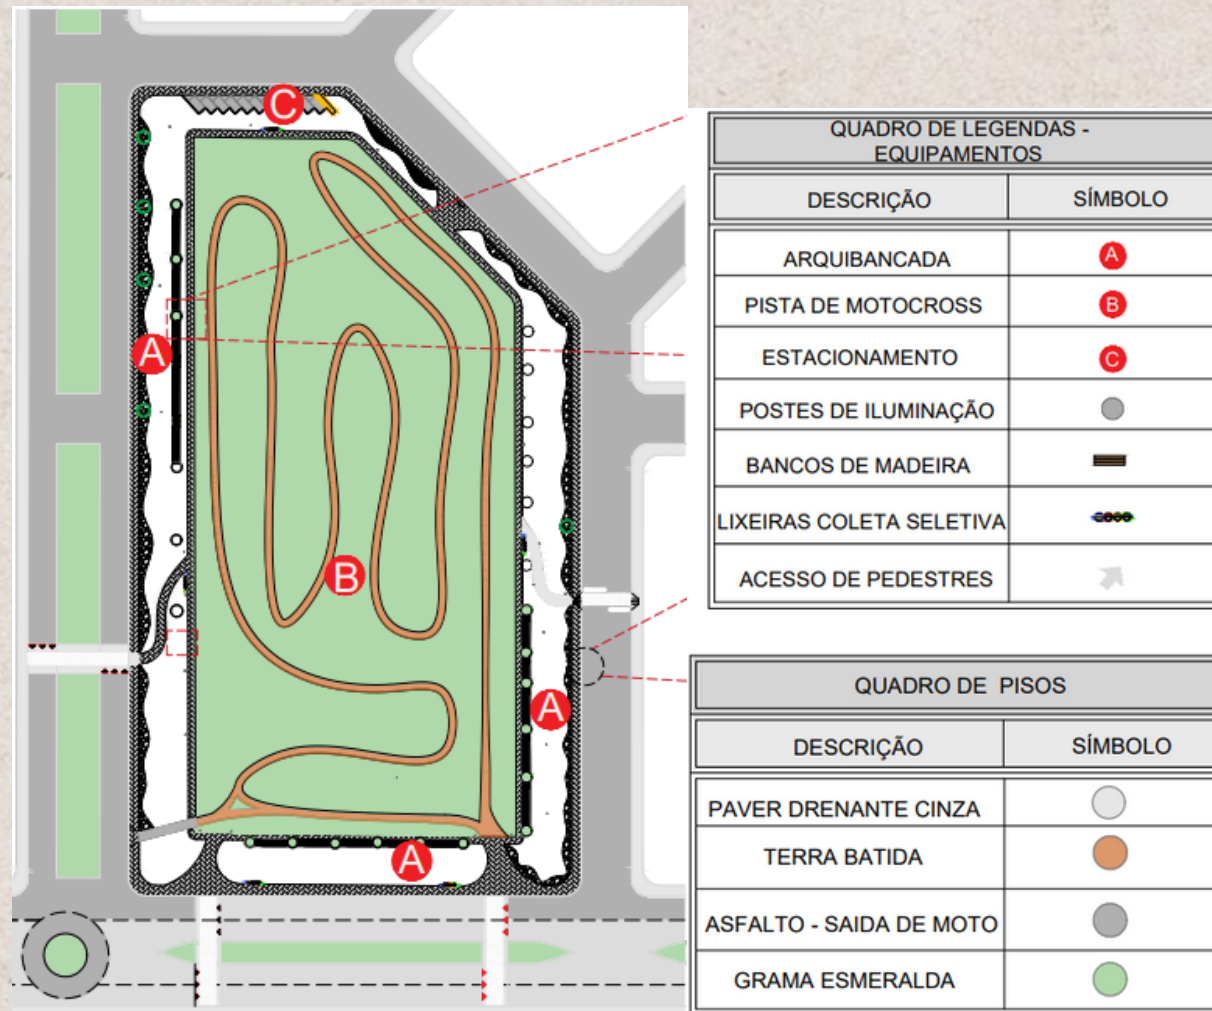 C
A
B
A
A
QUADRO DE LEGENDAS -
EQUIPAMENTOS
DESCRIÇÃO SÍMBOLO
ARQUIBANCADA A
PISTA DE MOTOCROSS B
ESTACIONAMENTO C
POSTES DE ILUMINAÇÃO
BANCOS DE MADEIRA
LIXEIRAS COLETA SELETIVA
ACESSO DE PEDESTRES
QUADRO DE PISOS
DESCRIÇÃO SÍMBOLO
PAVER DRENANTE CINZA
TERRA BATIDA
ASFALTO - SAIDA DE MOTO
GRAMA ESMERALDA